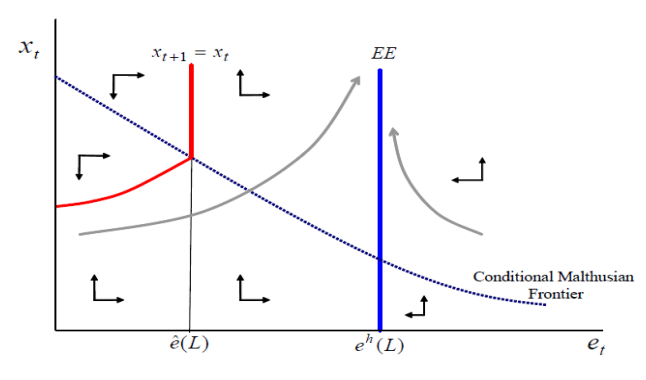 x_t
x_{t+1} = x_t
EE
Conditional Malthusian
Frontier
ê(L)
e^h(L)
e_t